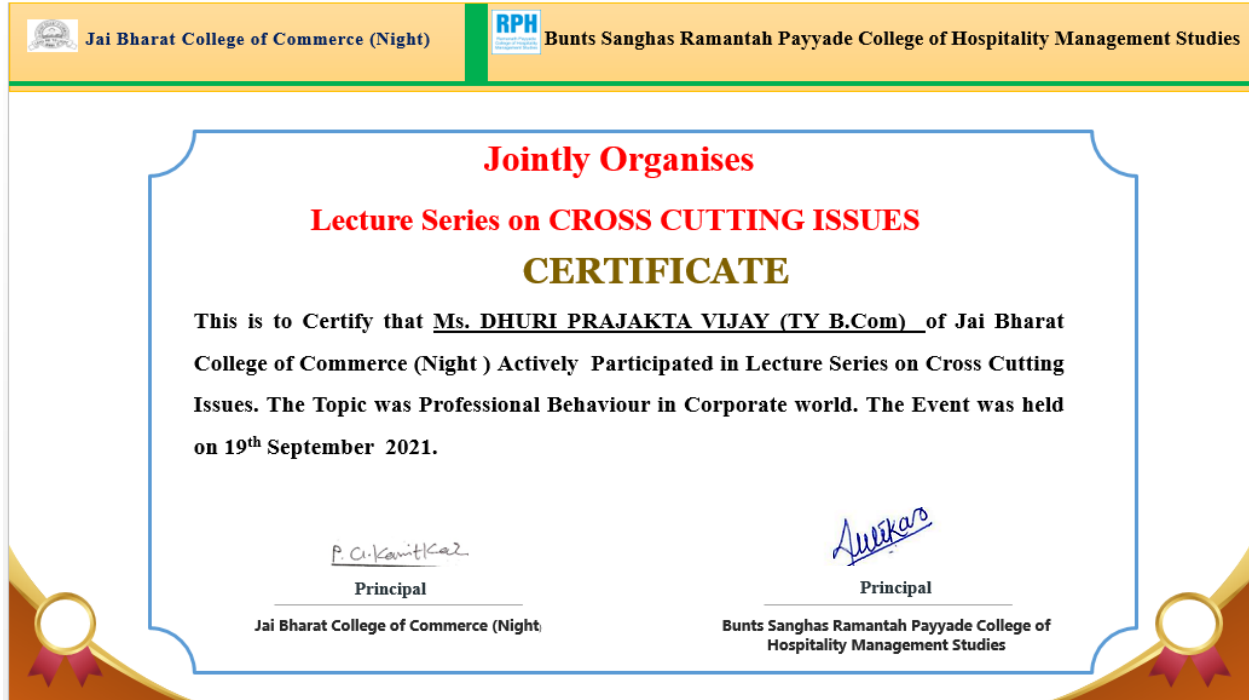 Jai Bharat College of Commerce (Night)
RPH
Bunts Sanghas Ramantah Payyade College of Hospitality Management Studies
Jointly Organises
Lecture Series on CROSS CUTTING ISSUES
CERTIFICATE
This is to Certify that Ms. DHURI PRAJAKTA VIJAY (TY B.Com) of Jai Bharat
College of Commerce (Night ) Actively Participated in Lecture Series on Cross Cutting
Issues. The Topic was Professional Behaviour in Corporate world. The Event was held
on 19th September 2021.
P. A. Kanitkar
Principal
Principal
Jai Bharat College of Commerce (Night)
Bunts Sanghas Ramantah Payyade College of
Hospitality Management Studies